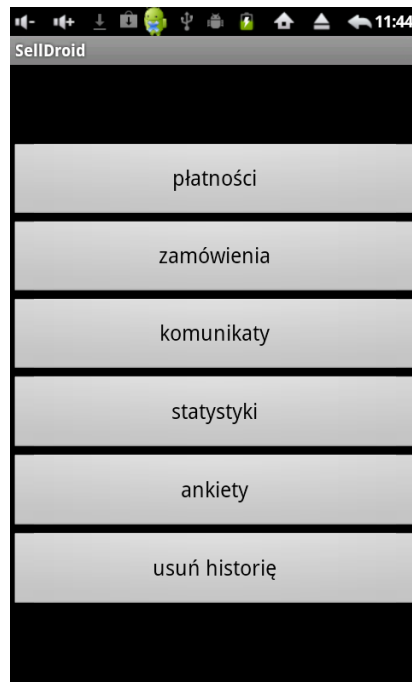 11:44
SellDroid
płatności
zamówienia
komunikaty
statystyki
ankiety
usuń historię